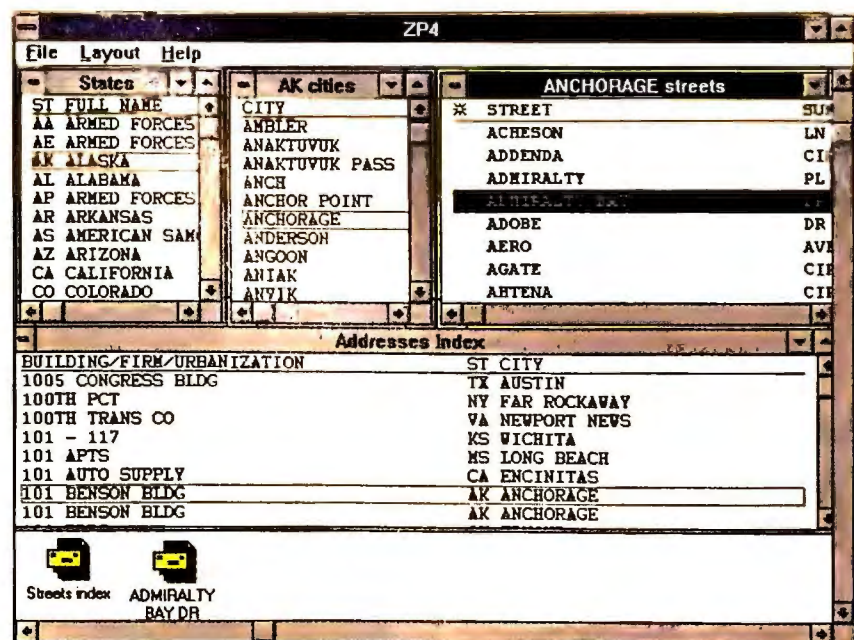 ZP4
File Layout Help
States
ST FULL NAME
AA ARMED FORCES
AE ARMED FORCES
AK ALASKA
AL ALABAMA
AP ARMED FORCES
AR ARKANSAS
AS AMERICAN SAM
AZ ARIZONA
CA CALIFORNIA
CO COLORADO
AK cities
CITY
AMBLER
ANAKTUVUK
ANAKTUVUK PASS
ANCH
ANCHOR POINT
ANCHORAGE
ANDERSON
ANGOON
ANIAK
ANVIK
ANCHORAGE streets
STREET
ACHESON LN
ADDENDA CI
ADMIRALTY PL
ADMIRALTY BAY
ADOBE DR
AERO AVE
AGATE CIR
AHTENA CIR
Addresses Index
BUILDING/FIRM/URBANIZATION ST CITY
1005 CONGRESS BLDG TX AUSTIN
100TH PCT NY FAR ROCKAWAY
100TH TRANS CO VA NEWPORT NEWS
101 - 117 KS WICHITA
101 APTS MS LONG BEACH
101 AUTO SUPPLY CA ENCINITAS
101 BENSON BLDG AK ANCHORAGE
101 BENSON BLDG AK ANCHORAGE
Streets index
ADMIRALTY
BAY DR